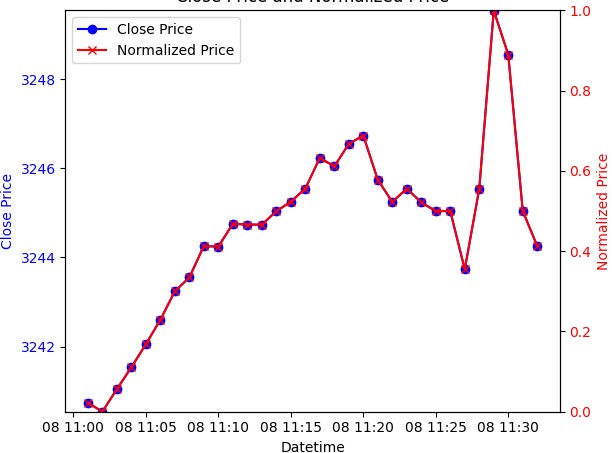 Close Price and Normalized Price
Close Price
Normalized Price
3248
3246
3244
3242
Close Price
1.0
0.8
0.6
0.4
0.2
0.0
Normalized Price
08 11:00 08 11:05 08 11:10 08 11:15 08 11:20 08 11:25 08 11:30
Datetime